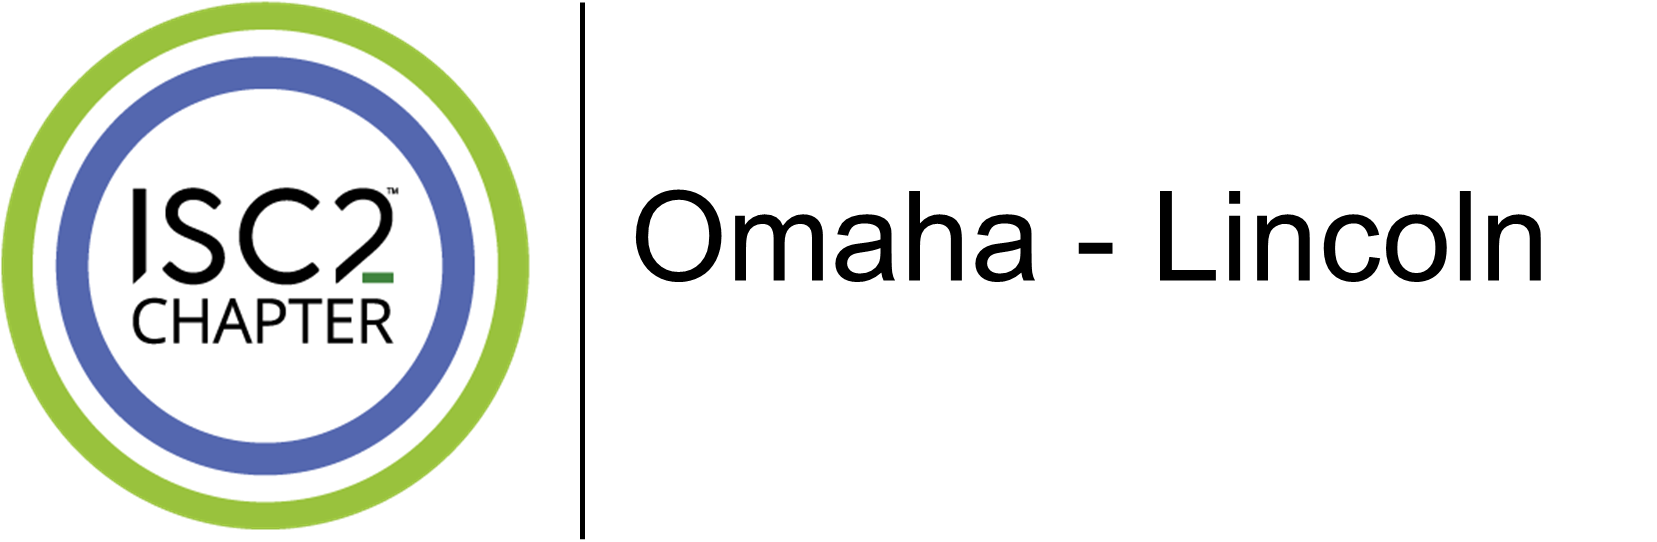 ISC2™
CHAPTER
Omaha - Lincoln